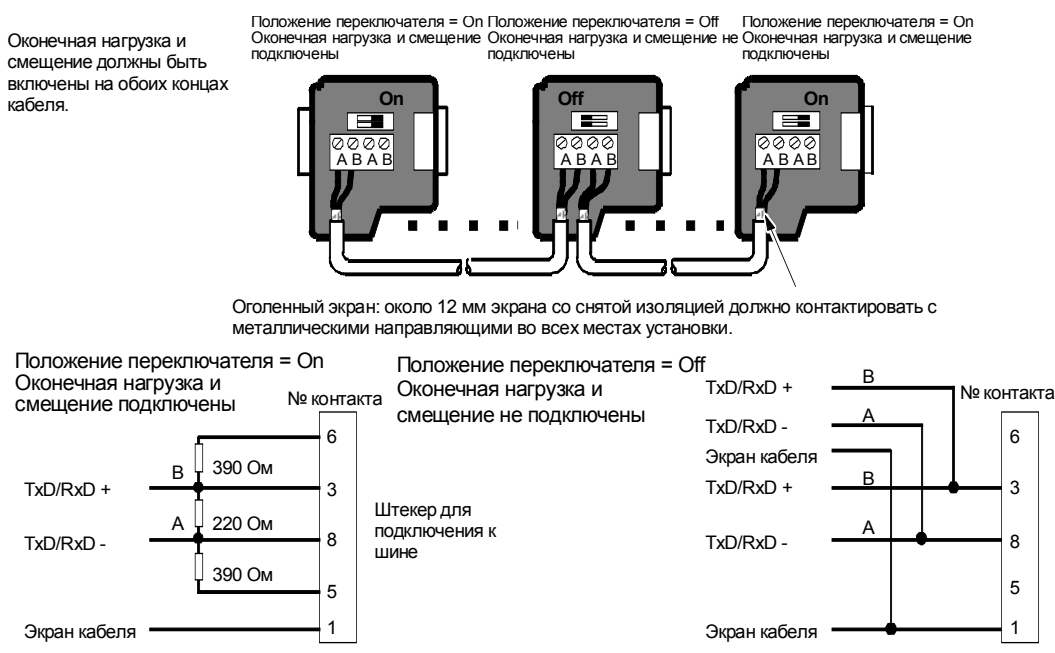 Оконечная нагрузка и
смещение должны быть
включены на обоих концах
кабеля.
Положение переключателя = On
Оконечная нагрузка и смещение
подключены
Положение переключателя = Off
Оконечная нагрузка и смещение не
подключены
Положение переключателя = On
Оконечная нагрузка и смещение
подключены
On
A B A B
Off
A B A B
On
A B A B
Оголенный экран: около 12 мм экрана со снятой изоляцией должно контактировать с
металлическими направляющими во всех местах установки.
Положение переключателя = On
Оконечная нагрузка и
смещение подключены
№ контакта
6
390 Ом
B
TxD/RxD +
3
220 Ом
A
TxD/RxD -
8
390 Ом
5
Экран кабеля
1
Штекер для
подключения к
шине
Положение переключателя = Off
Оконечная нагрузка и
смещение не подключены
№ контакта
TxD/RxD +
B
TxD/RxD -
A
6
Экран кабеля
TxD/RxD +
B
3
TxD/RxD -
A
8
5
Экран кабеля
1